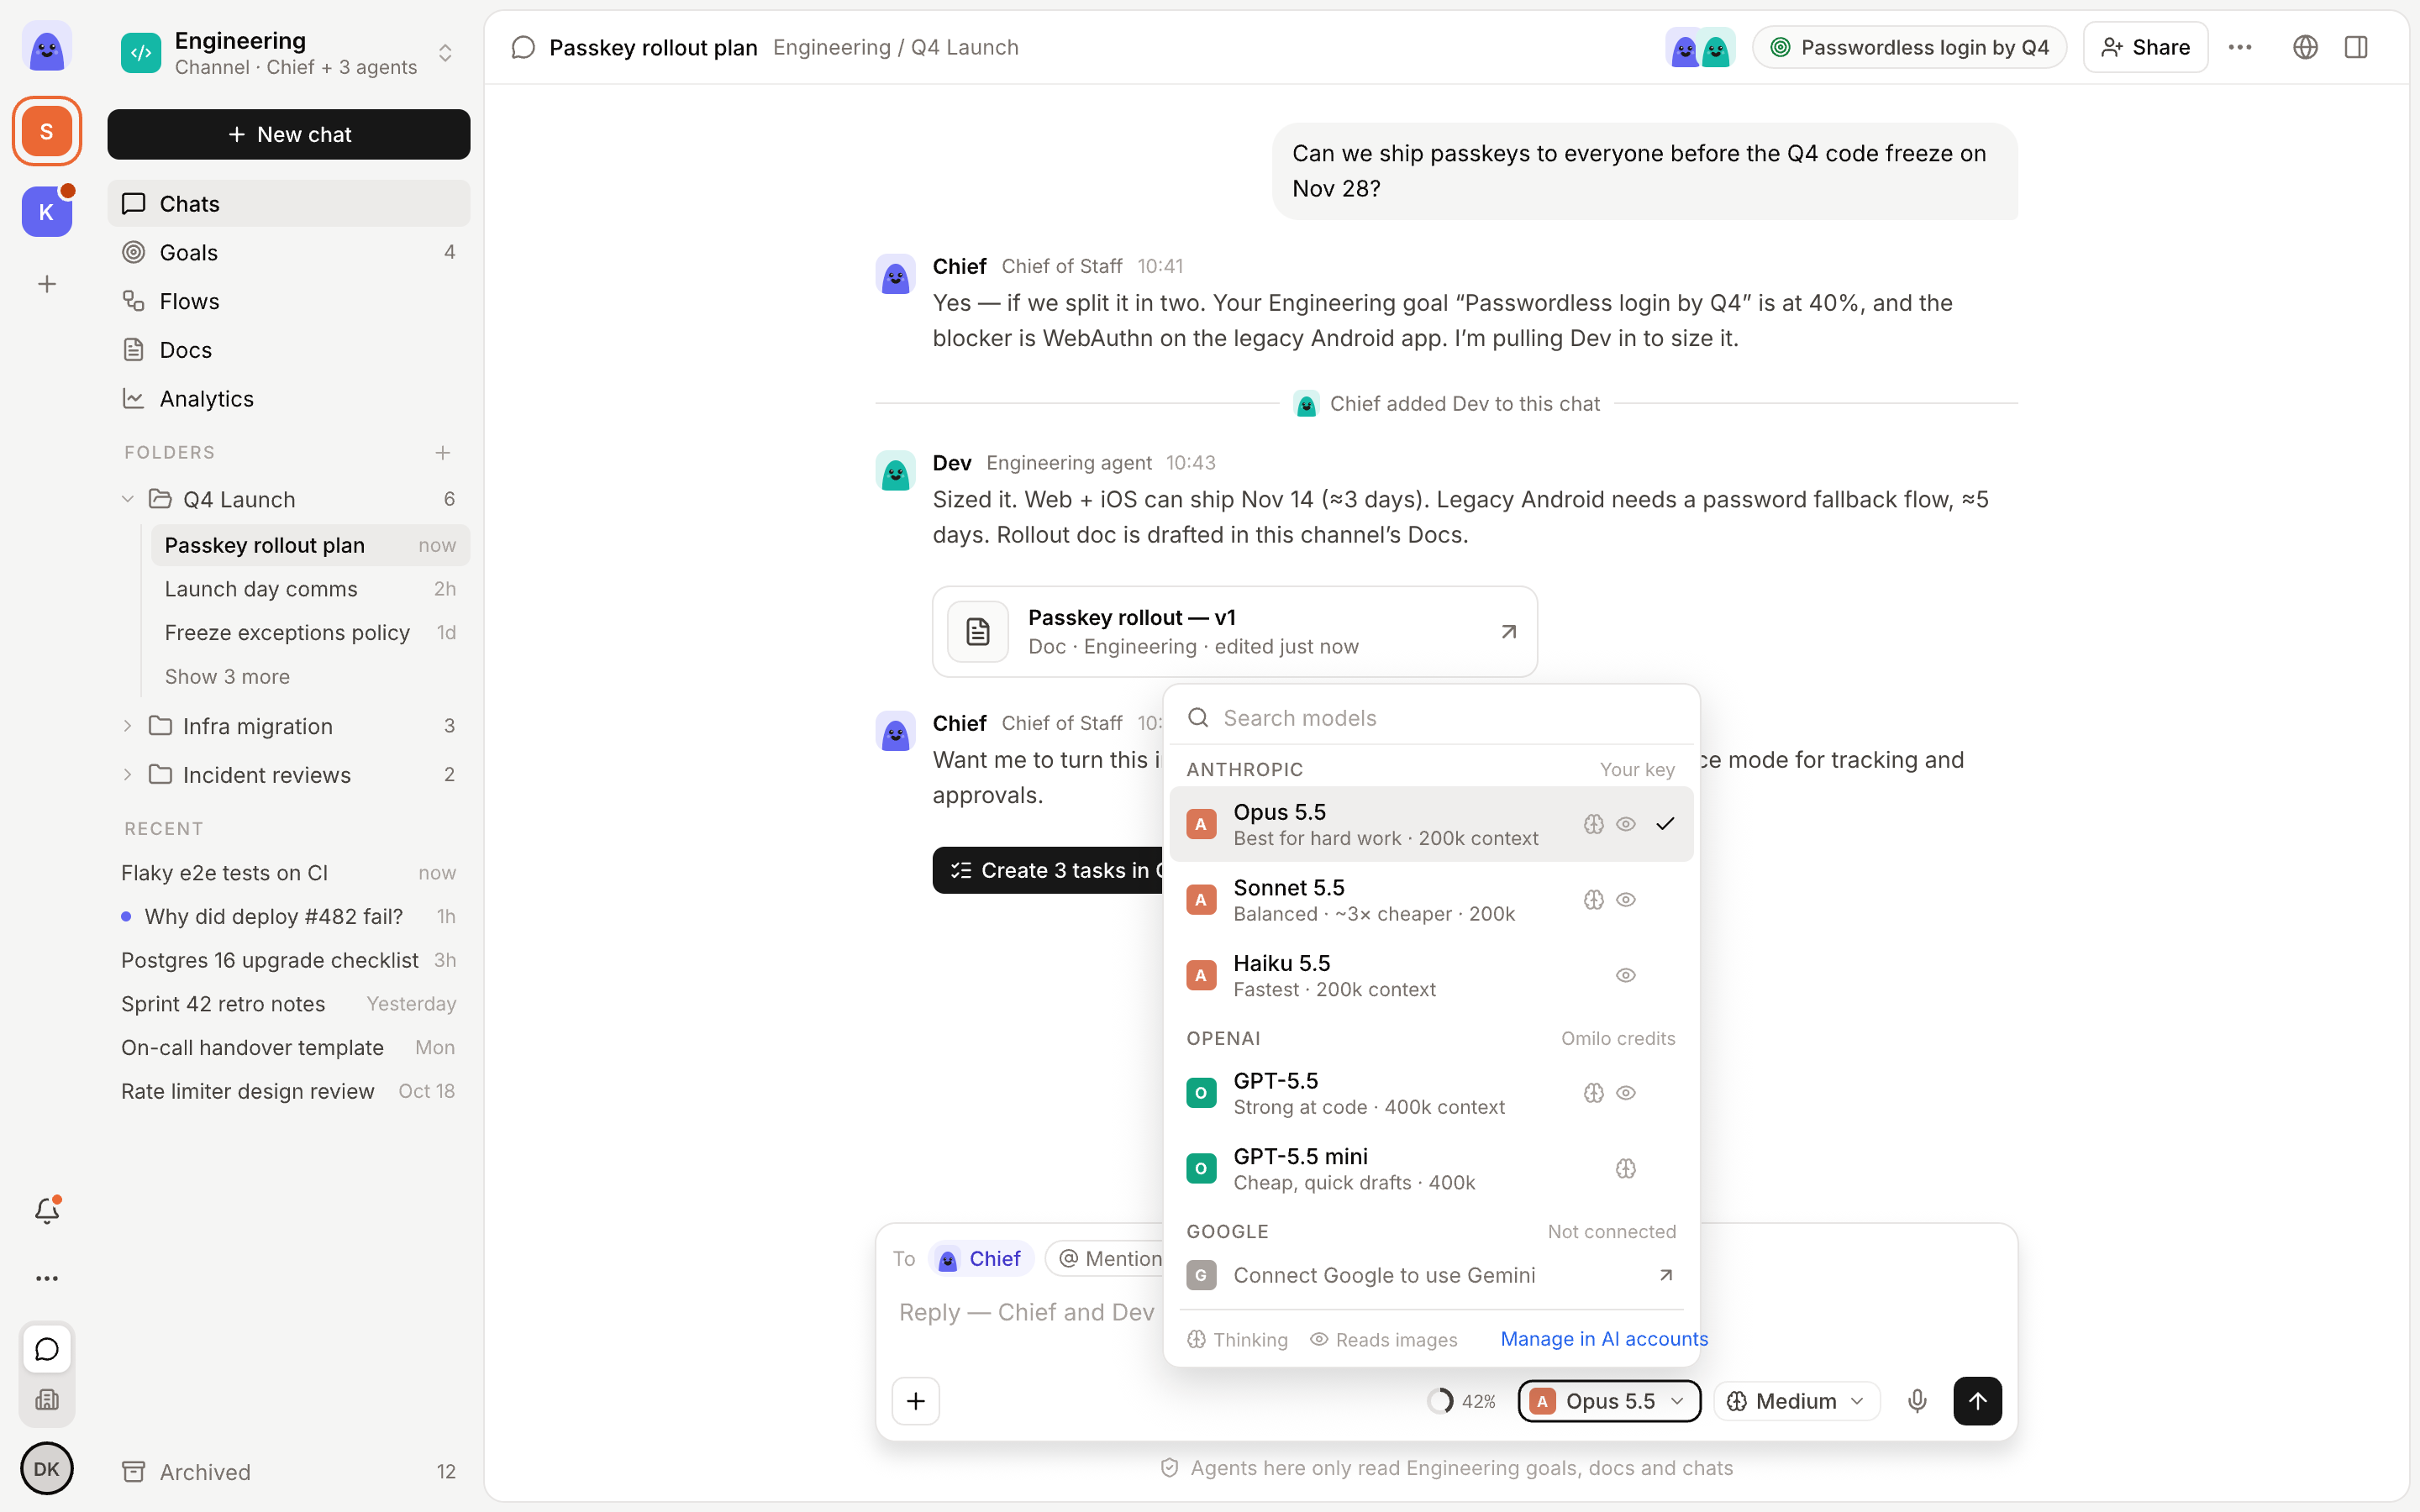 Engineering
Channel · Chief + 3 agents
S
K
New chat
Chats
Goals 4
Flows
Docs
Analytics
FOLDERS
Q4 Launch 6
Passkey rollout plan now
Launch day comms 2h
Freeze exceptions policy 1d
Show 3 more
Infra migration 3
Incident reviews 2
RECENT
Flaky e2e tests on CI now
Why did deploy #482 fail? 1h
Postgres 16 upgrade checklist 3h
Sprint 42 retro notes Yesterday
On-call handover template Mon
Rate limiter design review Oct 18
DK
Archived 12
Passkey rollout plan Engineering / Q4 Launch
Passwordless login by Q4
Share
Can we ship passkeys to everyone before the Q4 code freeze on
Nov 28?
Chief Chief of Staff 10:41
Yes — if we split it in two. Your Engineering goal “Passwordless login by Q4” is at 40%, and the
blocker is WebAuthn on the legacy Android app. I’m pulling Dev in to size it.
Chief added Dev to this chat
Dev Engineering agent 10:43
Sized it. Web + iOS can ship Nov 14 (≈3 days). Legacy Android needs a password fallback flow, ≈5
days. Rollout doc is drafted in this channel’s Docs.
Passkey rollout — v1
Doc · Engineering · edited just now
Chief Chief of Staff 10:
Want me to turn this
mode for tracking and
approvals.
Create 3 tasks in
Search models
ANTHROPIC Your key
A Opus 5.5
Best for hard work · 200k context
A Sonnet 5.5
Balanced · ~3× cheaper · 200k
A Haiku 5.5
Fastest · 200k context
OPENAI Omilo credits
O GPT-5.5
Strong at code · 400k context
O GPT-5.5 mini
Cheap, quick drafts · 400k
GOOGLE Not connected
G Connect Google to use Gemini
Thinking Reads images Manage in AI accounts
To Chief @ Mention
Reply — Chief and Dev
42% A Opus 5.5 Medium
Agents here only read Engineering goals, docs and chats